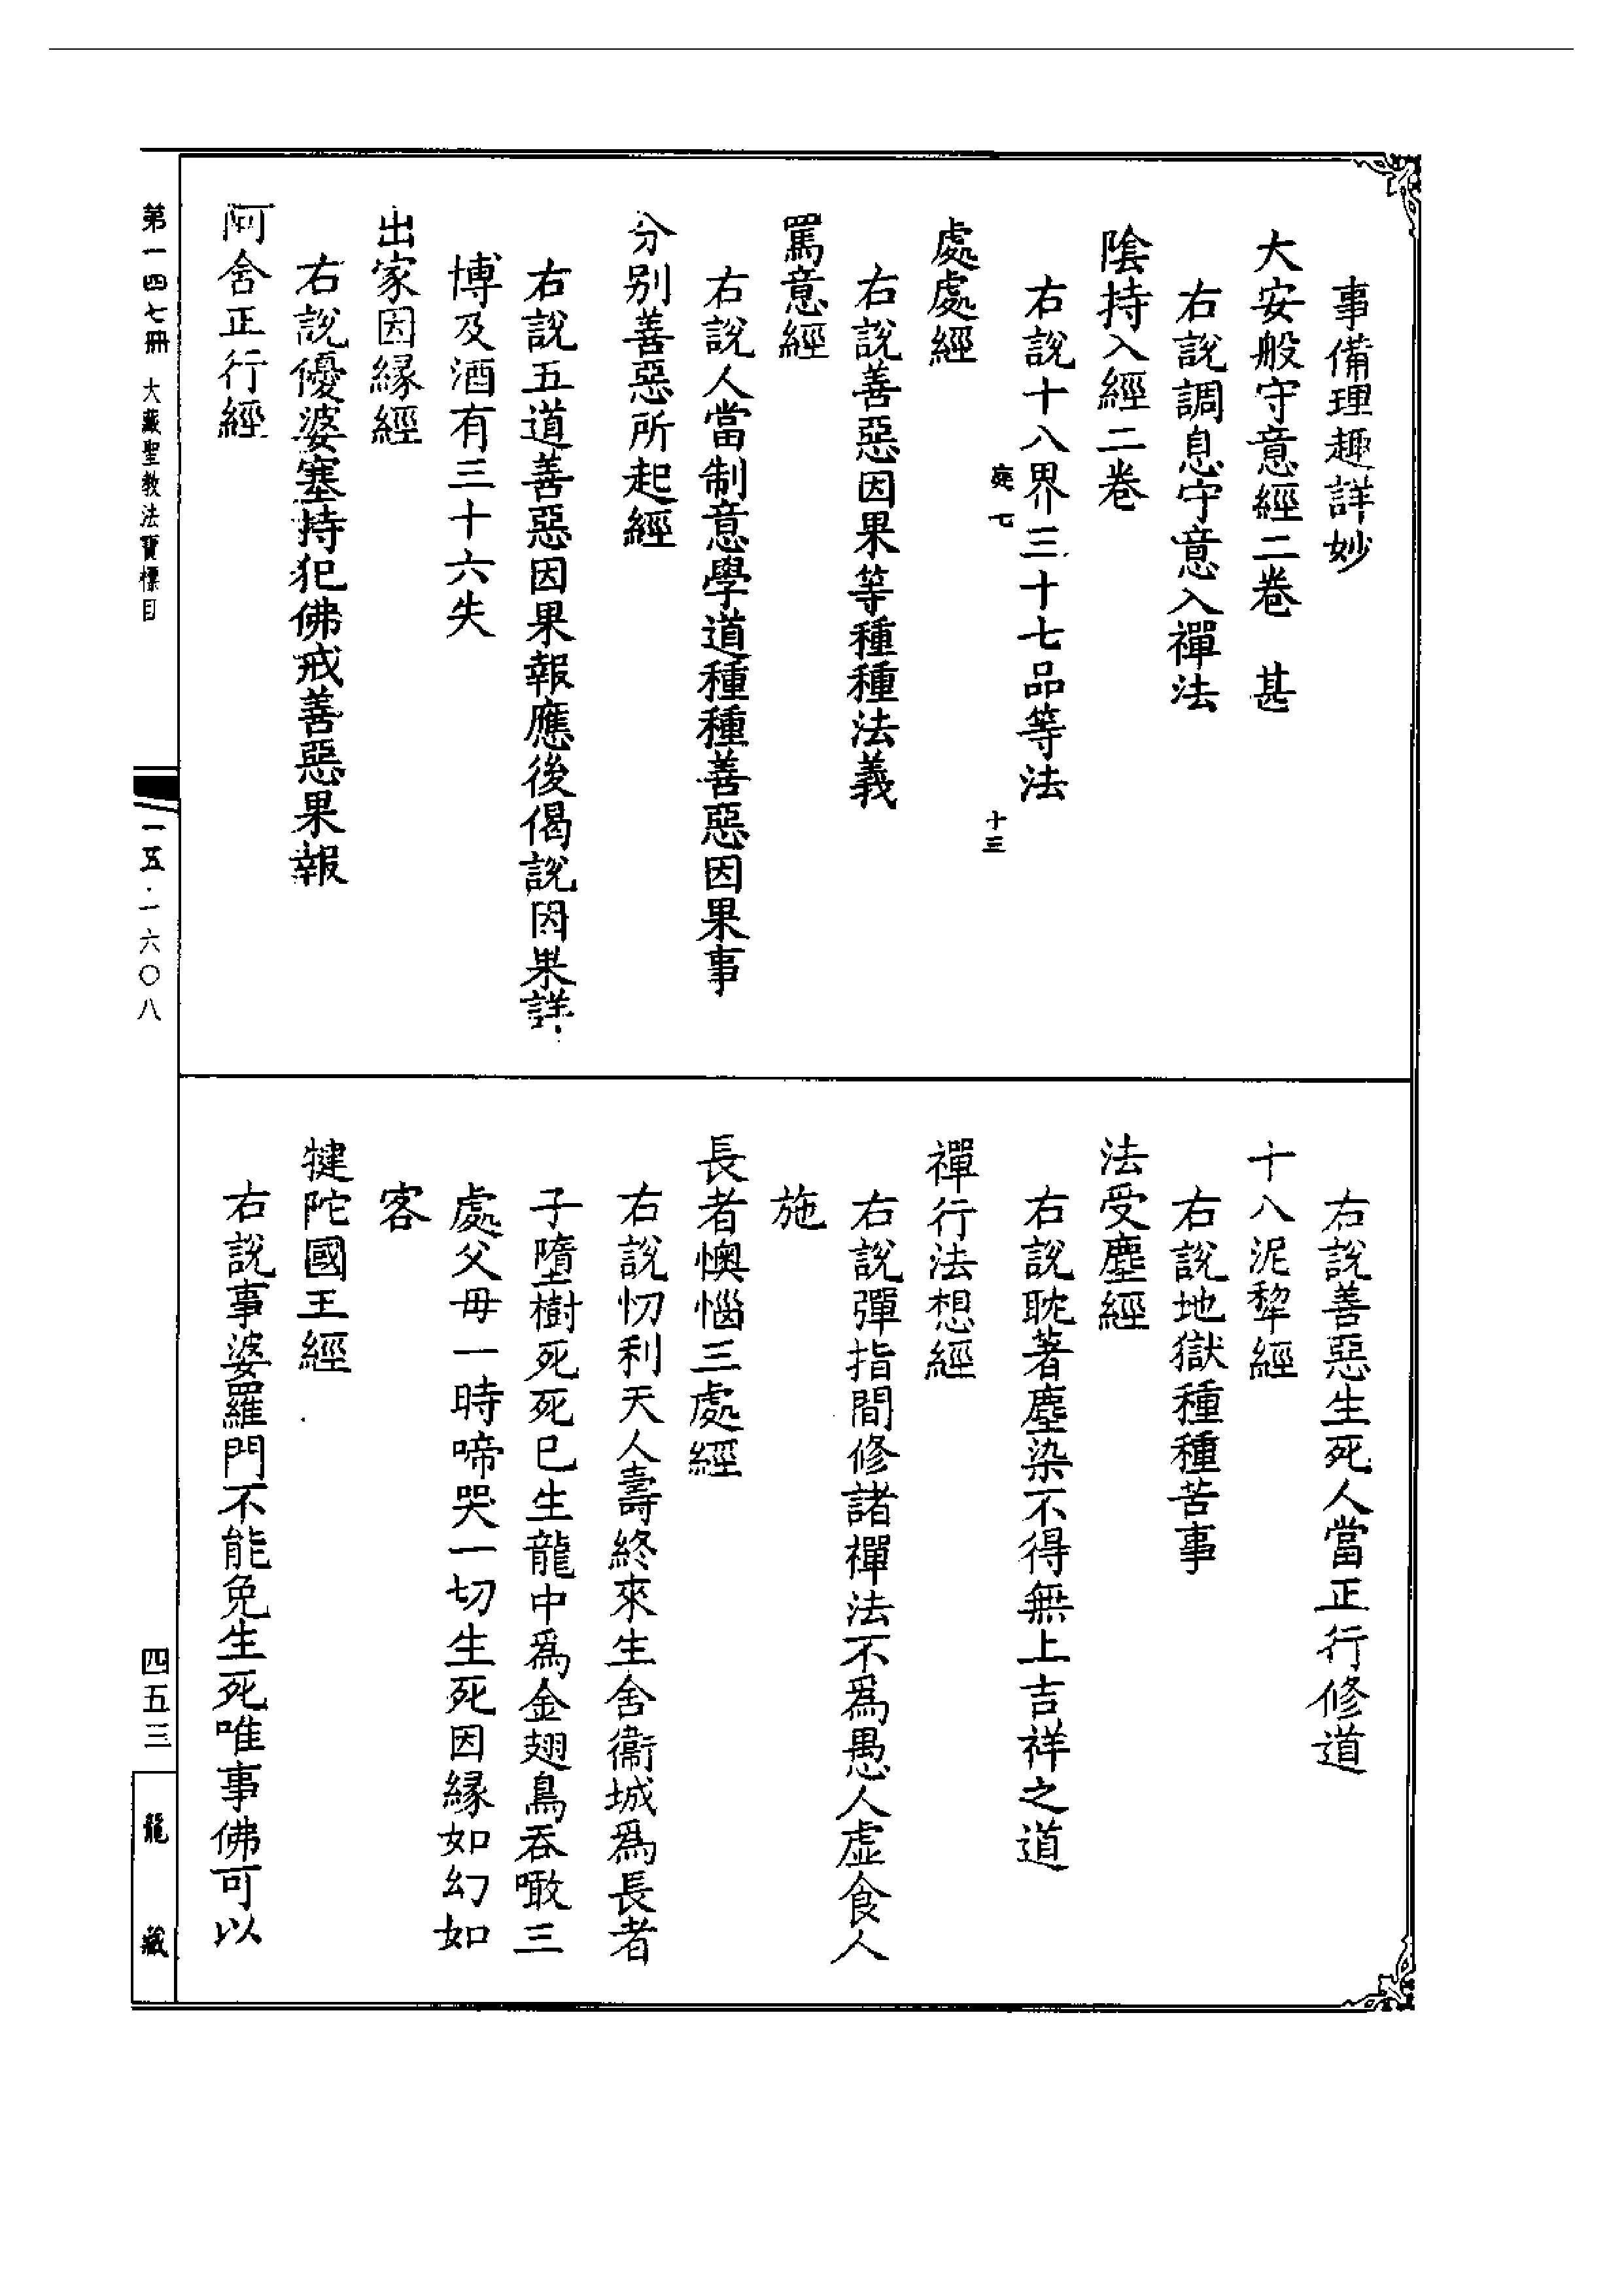 事備理趣詳妙
大安般守意經二卷　甚
右說調息守意入禪法
陰持入經二卷
右說十八界三十七品等法
十三
處處經
右說善惡因果等種種法義
罵意經
右說人當制意學道種種善惡因果事
分別善惡所起經
右說五道善惡因果報應後偈說因果詳
博及酒有三十六失
出家因緣經
右說優婆塞持犯佛戒善惡果報
阿含正行經
右說善惡生死人當正行修道
十八泥犂經
右說地獄種種苦事
法受塵經
右說耽著塵染不得無上吉祥之道
禪行法想經
右說彈指間修諸禪法不爲愚人虛食人
施
長者懊惱三處經
右說忉利天人壽終來生舍衞城爲長者
子墮樹死死已生龍中爲金翅鳥吞噉三
處父母一時啼哭一切生死因緣如幻如
客
犍陀國王經
右說事婆羅門不能免生死唯事佛可以
第一四七冊　大藏聖教法寶標目
一五·一六〇八
四五三
龍藏